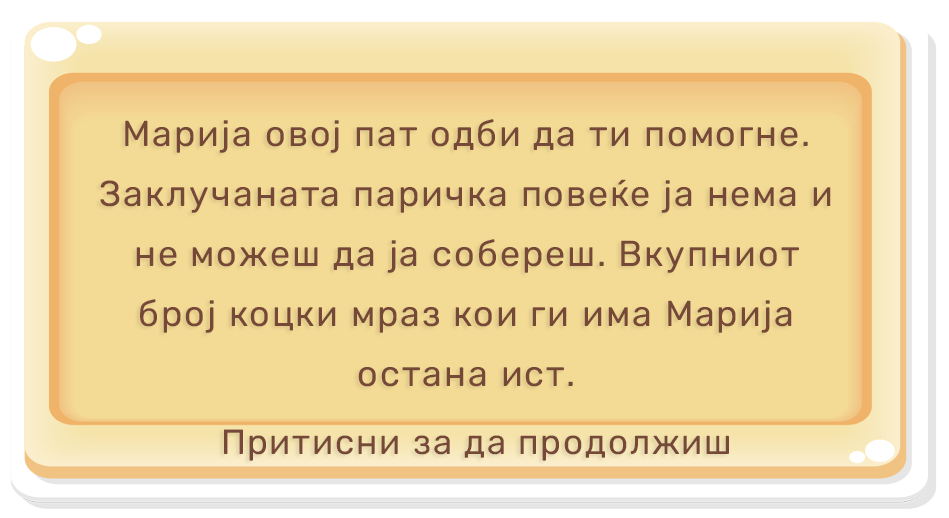 Марија овој пат одби да ти помогне.
Заклучаната паричка повеќе ја нема и
не можеш да ја собереш. Вкупниот
број коцки мраз кои ги има Марија
остана ист.
Притисни за да продолжиш